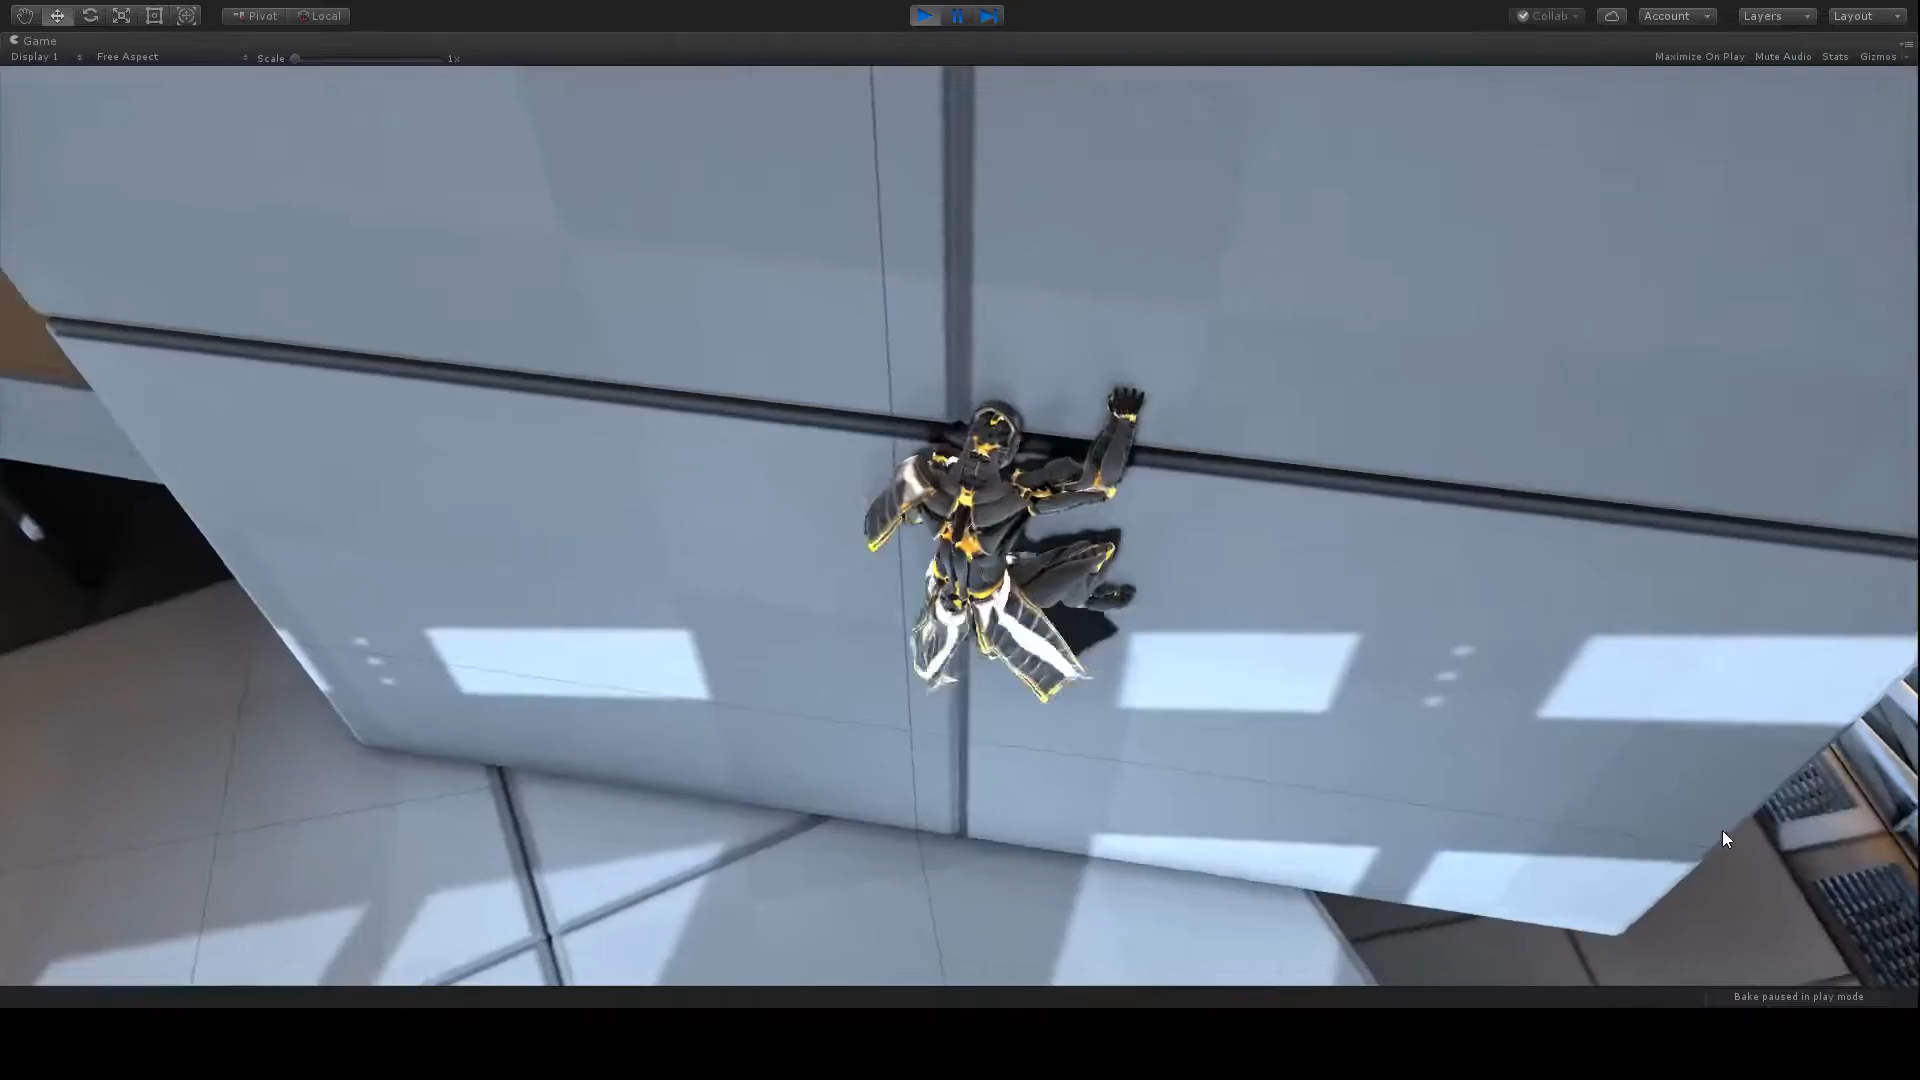 Pivot Local Collab Account Layers Layout
Game
Display 1 Free Aspect Scale 1x Maximize On Play Mute Audio Stats Gizmos
Bake paused in play mode